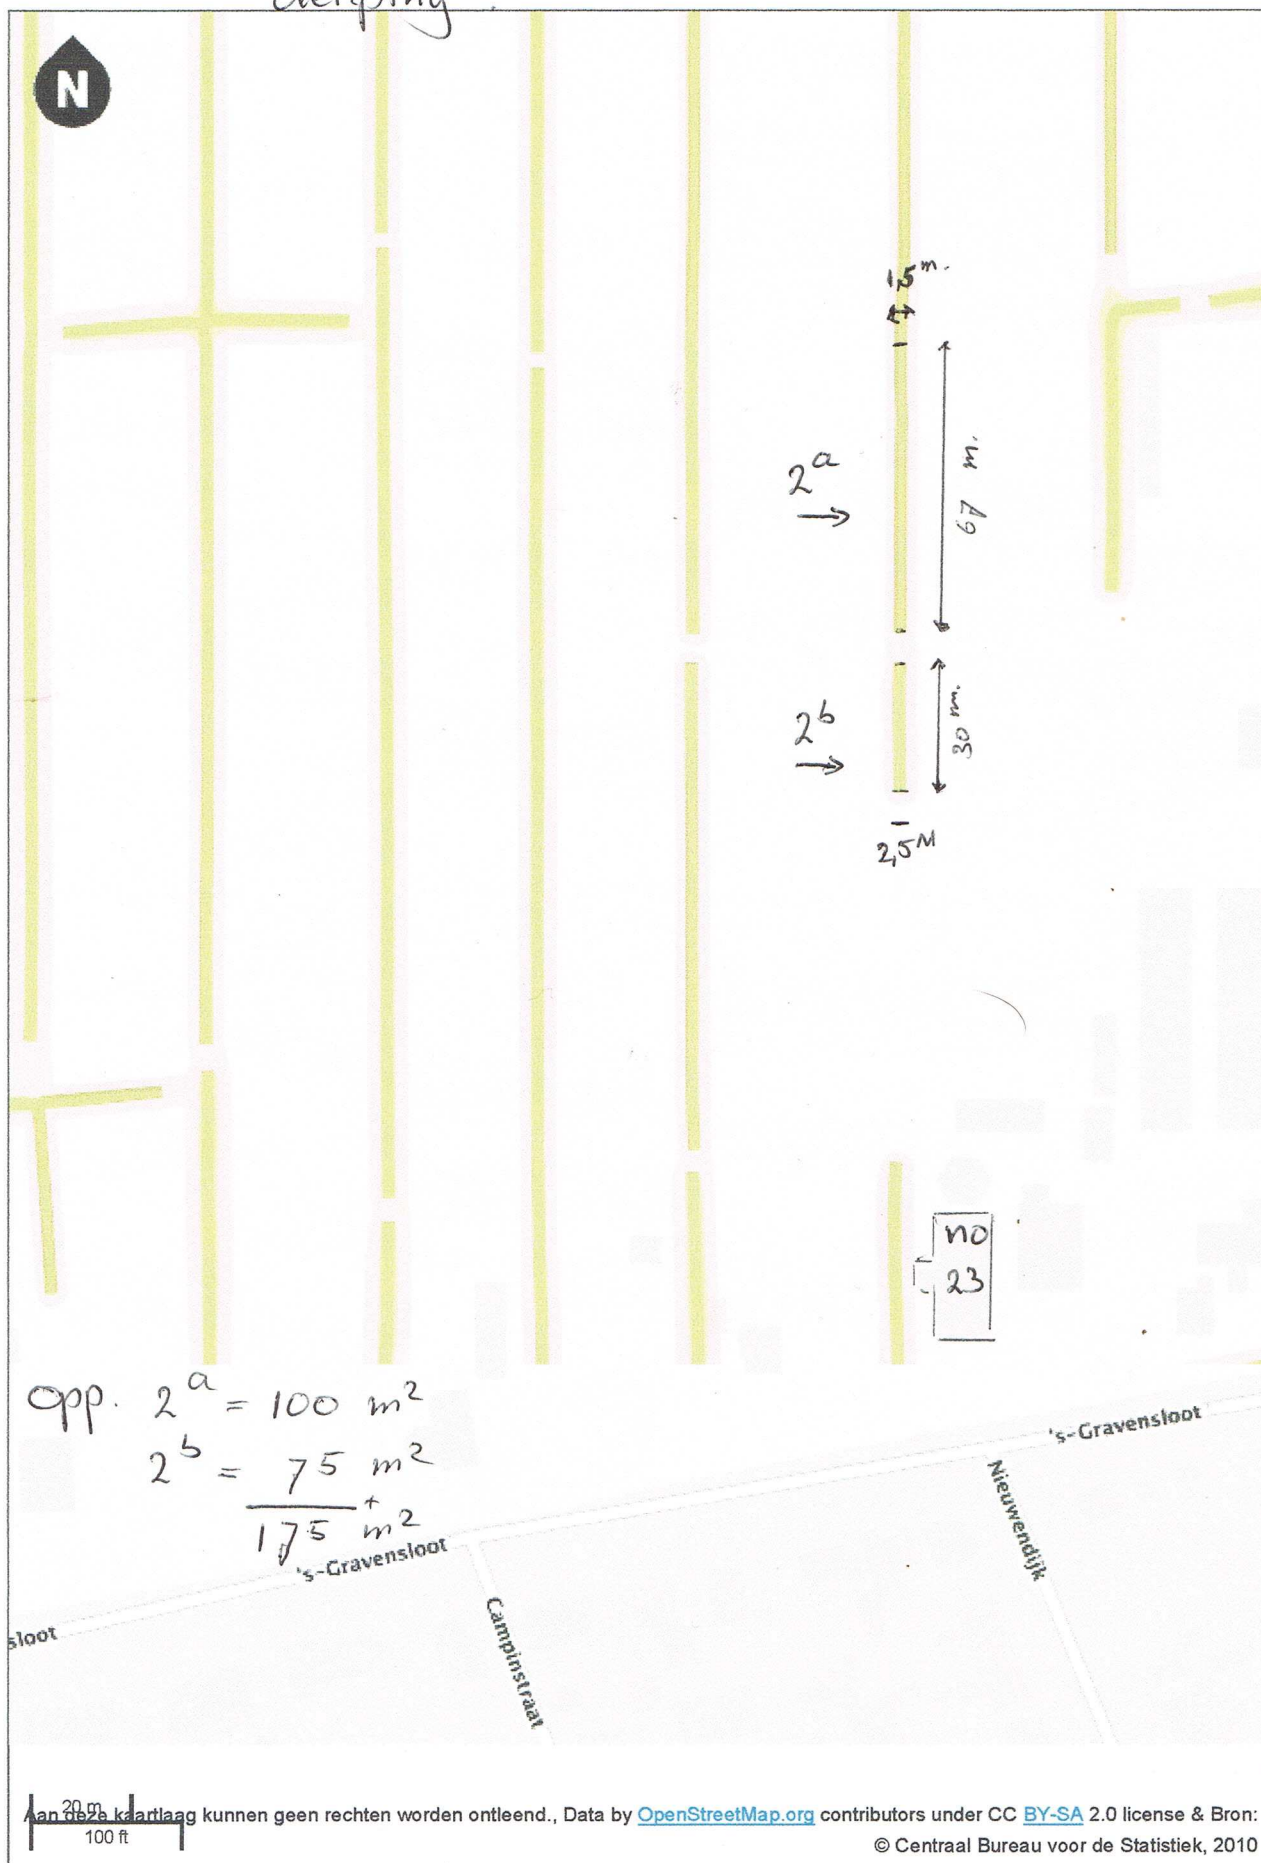 demping.
N
1,5 m.
2a
67 m.
2b
30 m.
2,5 M
no
23
opp. 2a = 100 m2
2b = 75 m2
+
175 m2
's-Gravensloot
's-Gravensloot
Nieuwendijk
sloot
Campinstraat
20 m
100 ft
Aan deze kaartlaag kunnen geen rechten worden ontleend., Data by OpenStreetMap.org contributors under CC BY-SA 2.0 license & Bron:
© Centraal Bureau voor de Statistiek, 2010